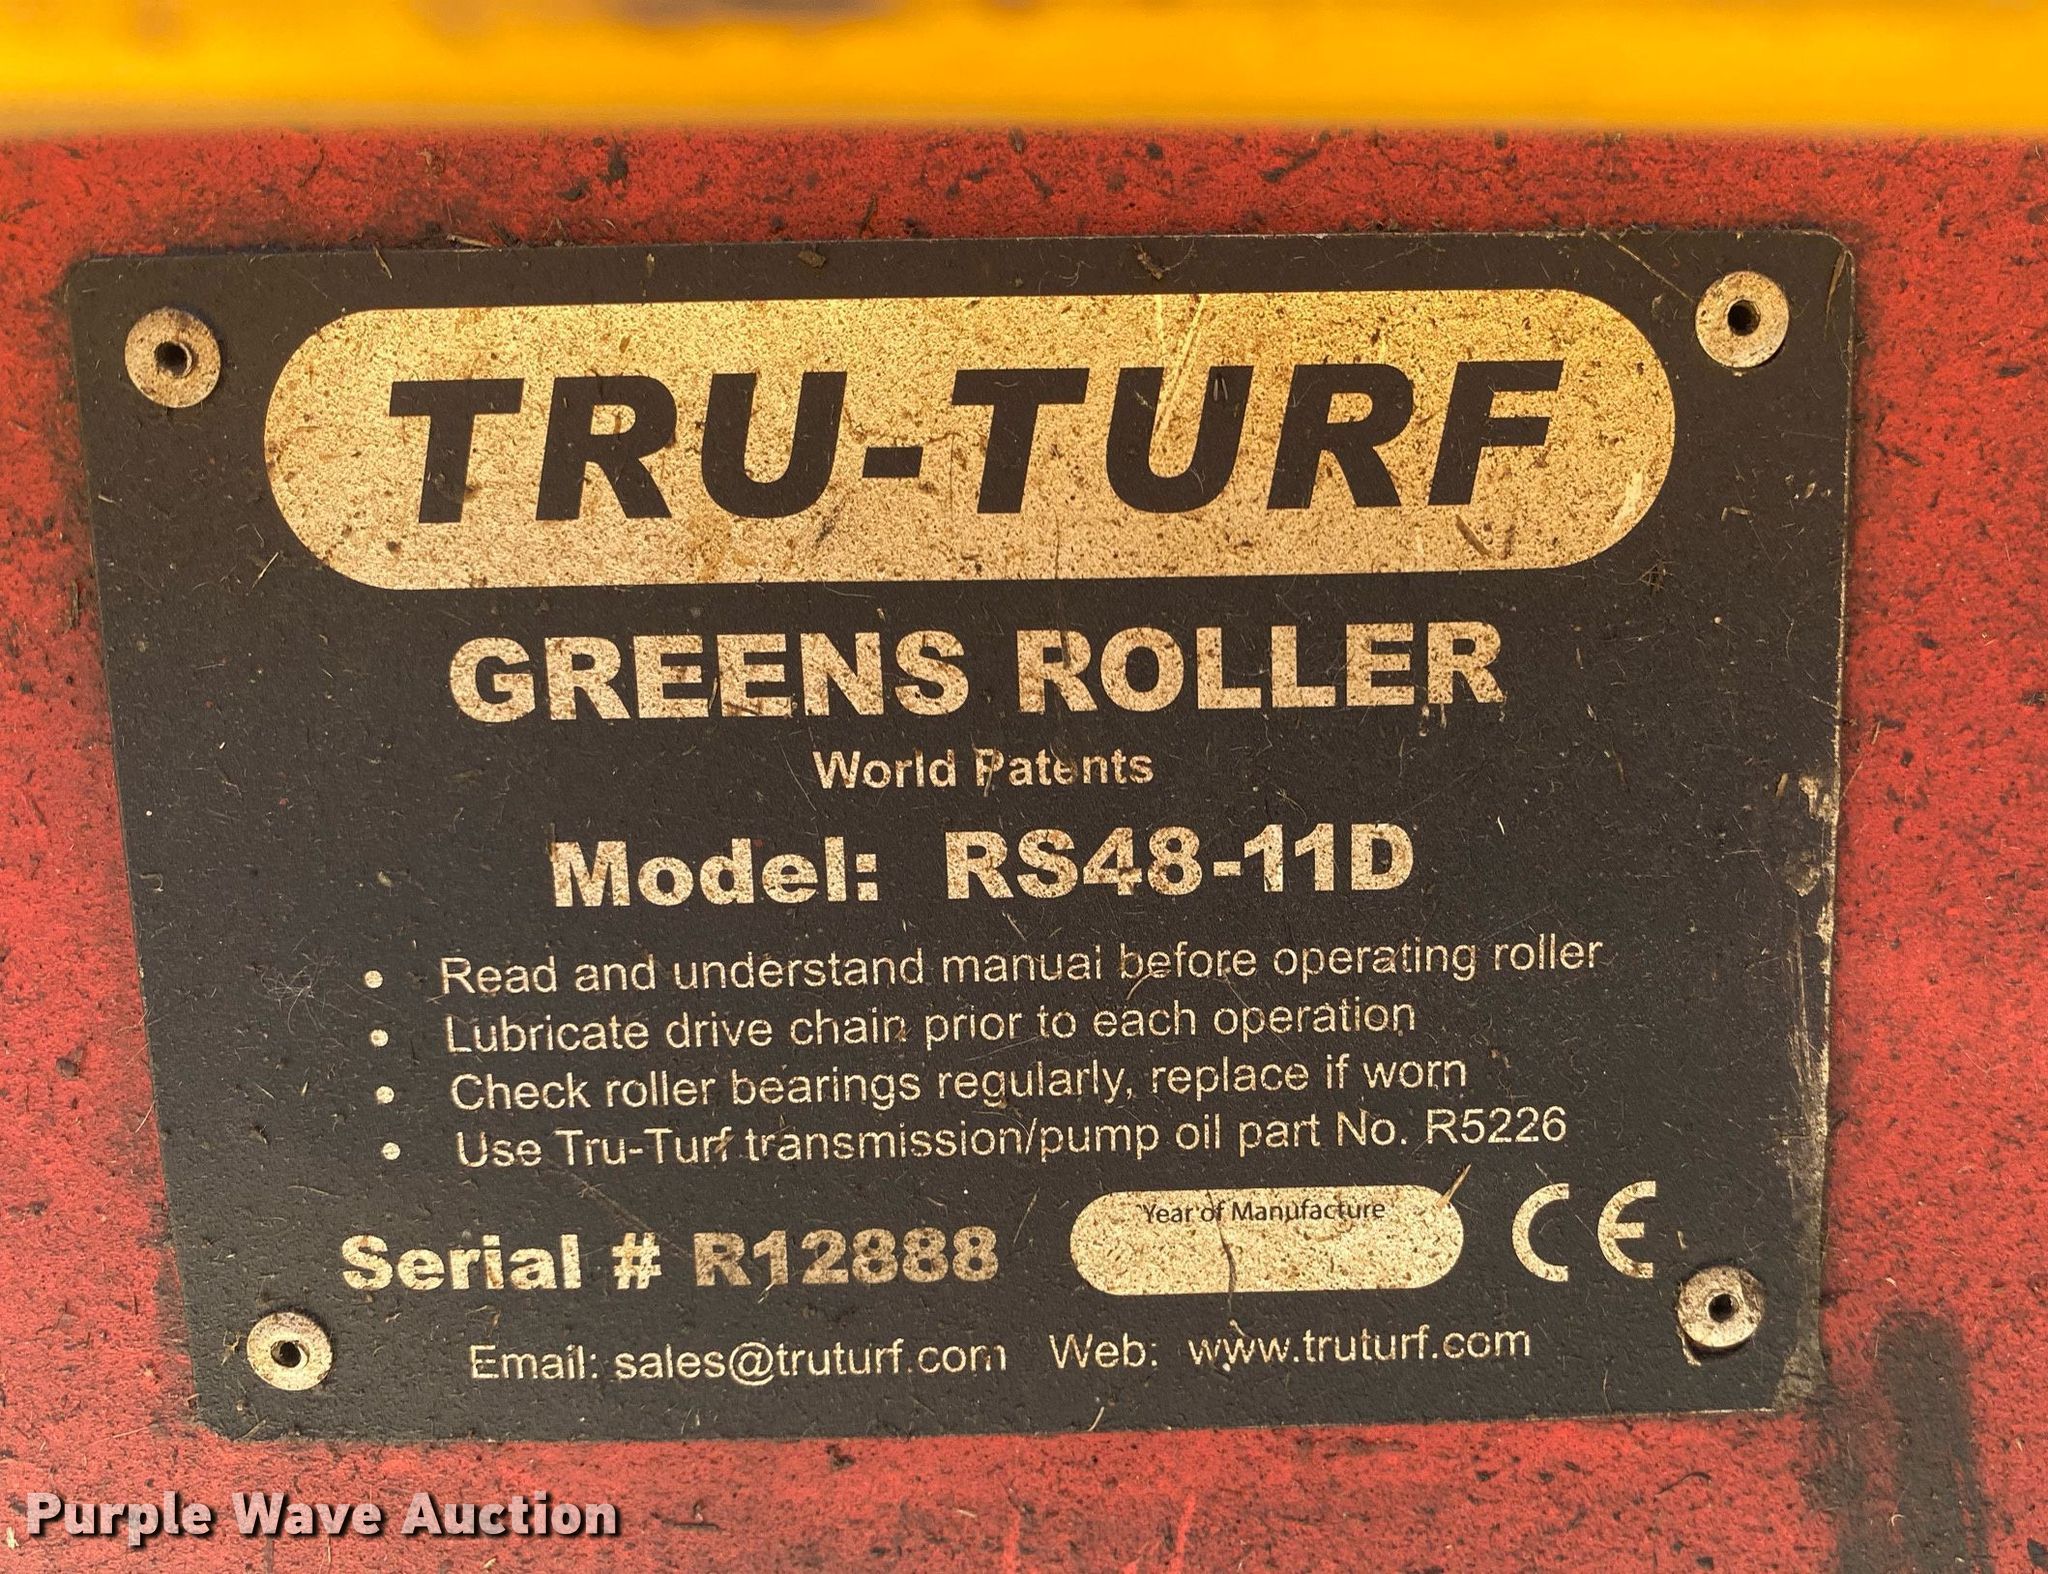 TRU-TURF
GREENS ROLLER
World Patents
Model: RS48-11D
• Read and understand manual before operating roller
• Lubricate drive chain prior to each operation
• Check roller bearings regularly, replace if worn
• Use Tru-Turf transmission/pump oil part No. R5226
Year of Manufacture
Serial # R12888
CE
Email: sales@truturf.com Web: www.truturf.com
Purple Wave Auction